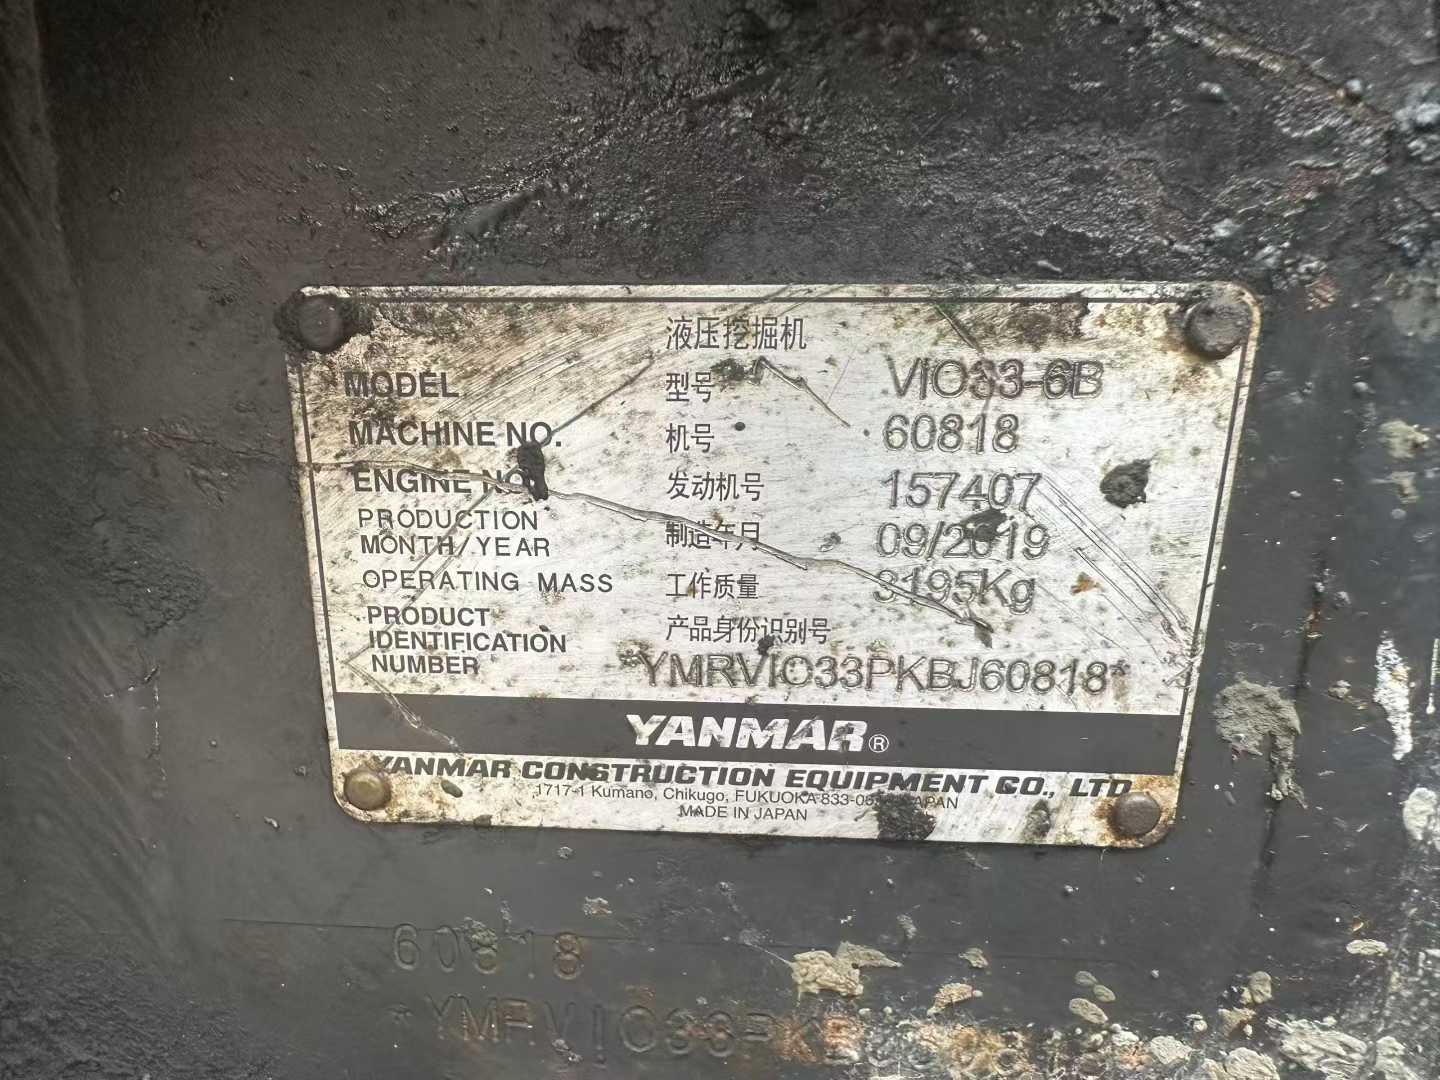 液压挖掘机
MODEL 型号 VIO33-6B
MACHINE NO. 机号 60818
ENGINE NO. 发动机号 157407
PRODUCTION
MONTH/YEAR 制造年月 09/2019
OPERATING MASS 工作质量 3195Kg
PRODUCT
IDENTIFICATION
NUMBER 产品身份识别号
*YMRVIO33PKBJ60818*
YANMAR®
YANMAR CONSTRUCTION EQUIPMENT CO., LTD
1717-1 Kumano, Chikugo, FUKUOKA JAPAN
MADE IN JAPAN
60818